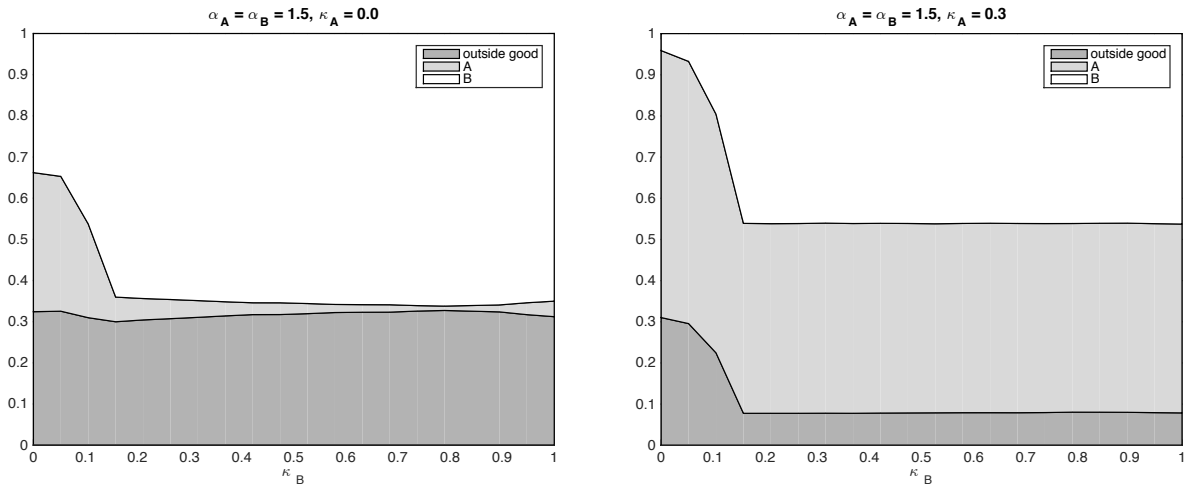 α_A = α_B = 1.5, κ_A = 0.0
1
0.9
0.8
0.7
0.6
0.5
0.4
0.3
0.2
0.1
0
outside good
A
B
0 0.1 0.2 0.3 0.4 0.5 0.6 0.7 0.8 0.9 1
κ_B
α_A = α_B = 1.5, κ_A = 0.3
1
0.9
0.8
0.7
0.6
0.5
0.4
0.3
0.2
0.1
0
outside good
A
B
0 0.1 0.2 0.3 0.4 0.5 0.6 0.7 0.8 0.9 1
κ_B